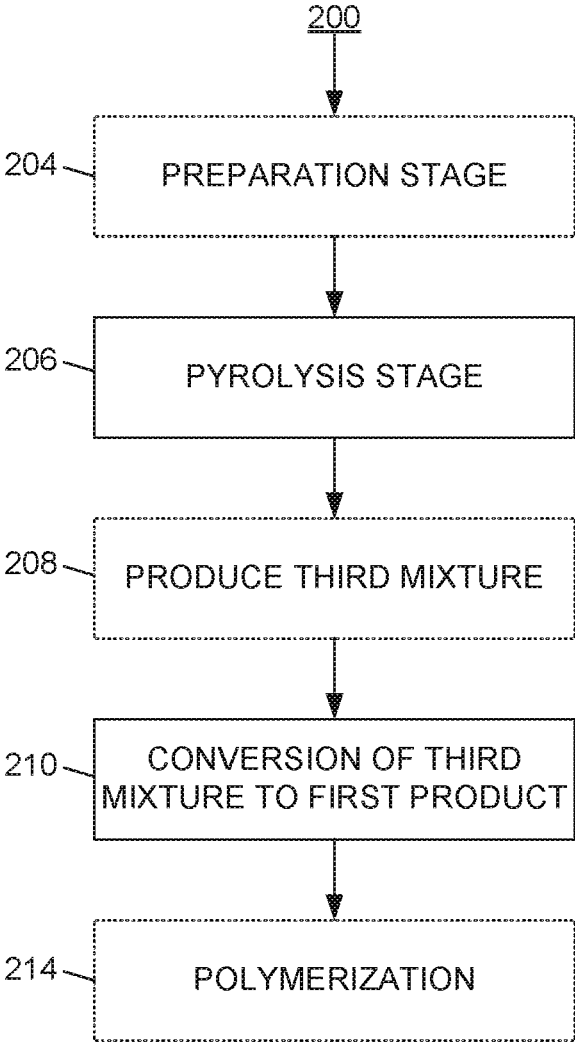 200
204
PREPARATION STAGE
206
PYROLYSIS STAGE
208
PRODUCE THIRD MIXTURE
210
CONVERSION OF THIRD
MIXTURE TO FIRST PRODUCT
214
POLYMERIZATION